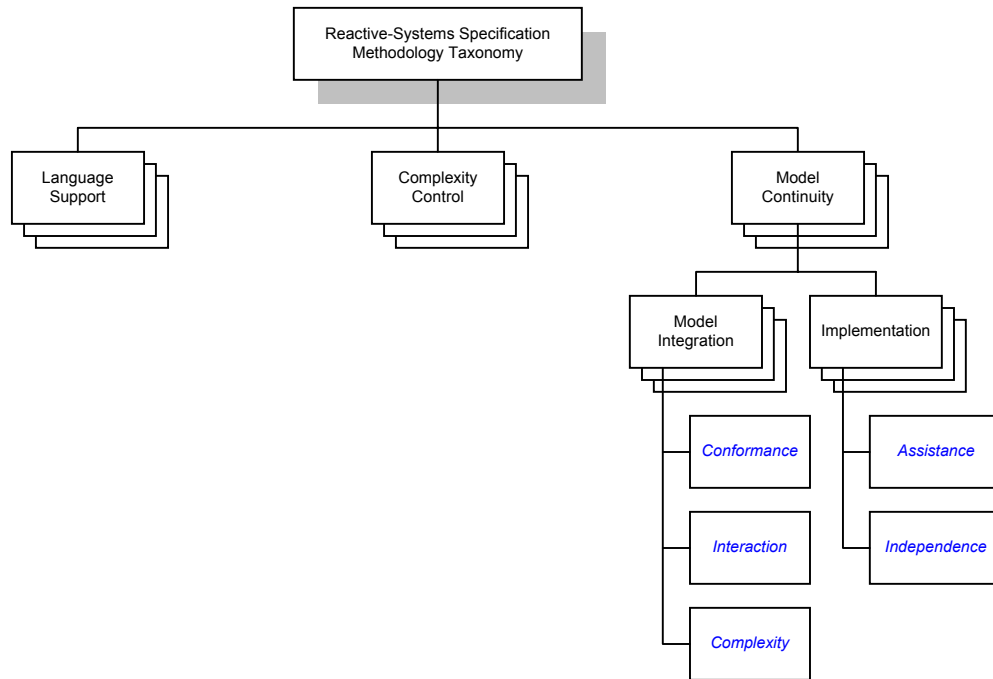 Reactive-Systems Specification
Methodology Taxonomy
Language
Support
Complexity
Control
Model
Continuity
Model
Integration
Implementation
Conformance
Assistance
Interaction
Independence
Complexity